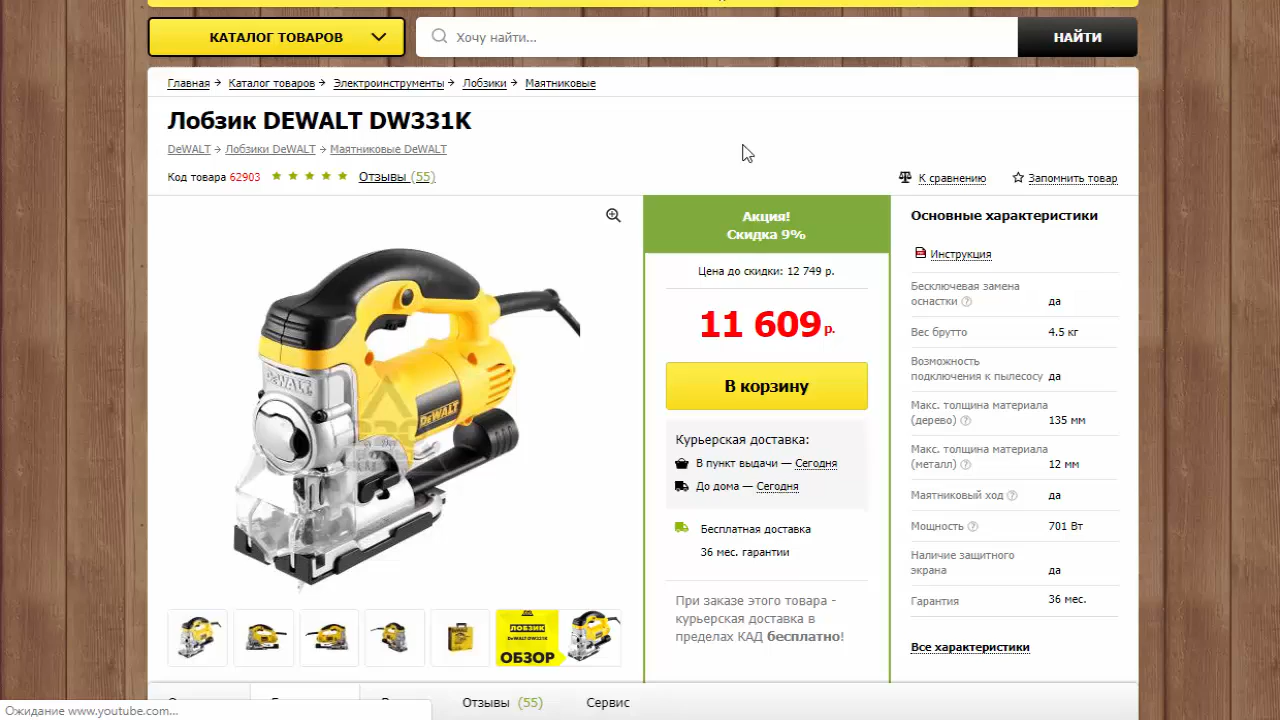 КАТАЛОГ ТОВАРОВ
Хочу найти...
НАЙТИ
Главная → Каталог товаров → Электроинструменты → Лобзики → Маятниковые
Лобзик DEWALT DW331K
DeWALT → Лобзики DeWALT → Маятниковые DeWALT
Код товара 62903 ★ ★ ★ ★ ★ Отзывы (55)
К сравнению
Запомнить товар
DEWALT
DEWALT
Акция!
Скидка 9%
Цена до скидки: 12 749 р.
11 609 р.
В корзину
Курьерская доставка:
В пункт выдачи — Сегодня
До дома — Сегодня
Бесплатная доставка
36 мес. гарантии
При заказе этого товара -
курьерская доставка в
пределах КАД бесплатно!
Основные характеристики
Инструкция
Бесключевая замена
оснастки да
Вес брутто 4.5 кг
Возможность
подключения к пылесосу да
Макс. толщина материала
(дерево) 135 мм
Макс. толщина материала
(металл) 12 мм
Маятниковый ход да
Мощность 701 Вт
Наличие защитного
экрана да
Гарантия 36 мес.
Все характеристики
ЛОБЗИК
DeWALT DW331K
ОБЗОР
Отзывы (55)
Сервис
Ожидание www.youtube.com...